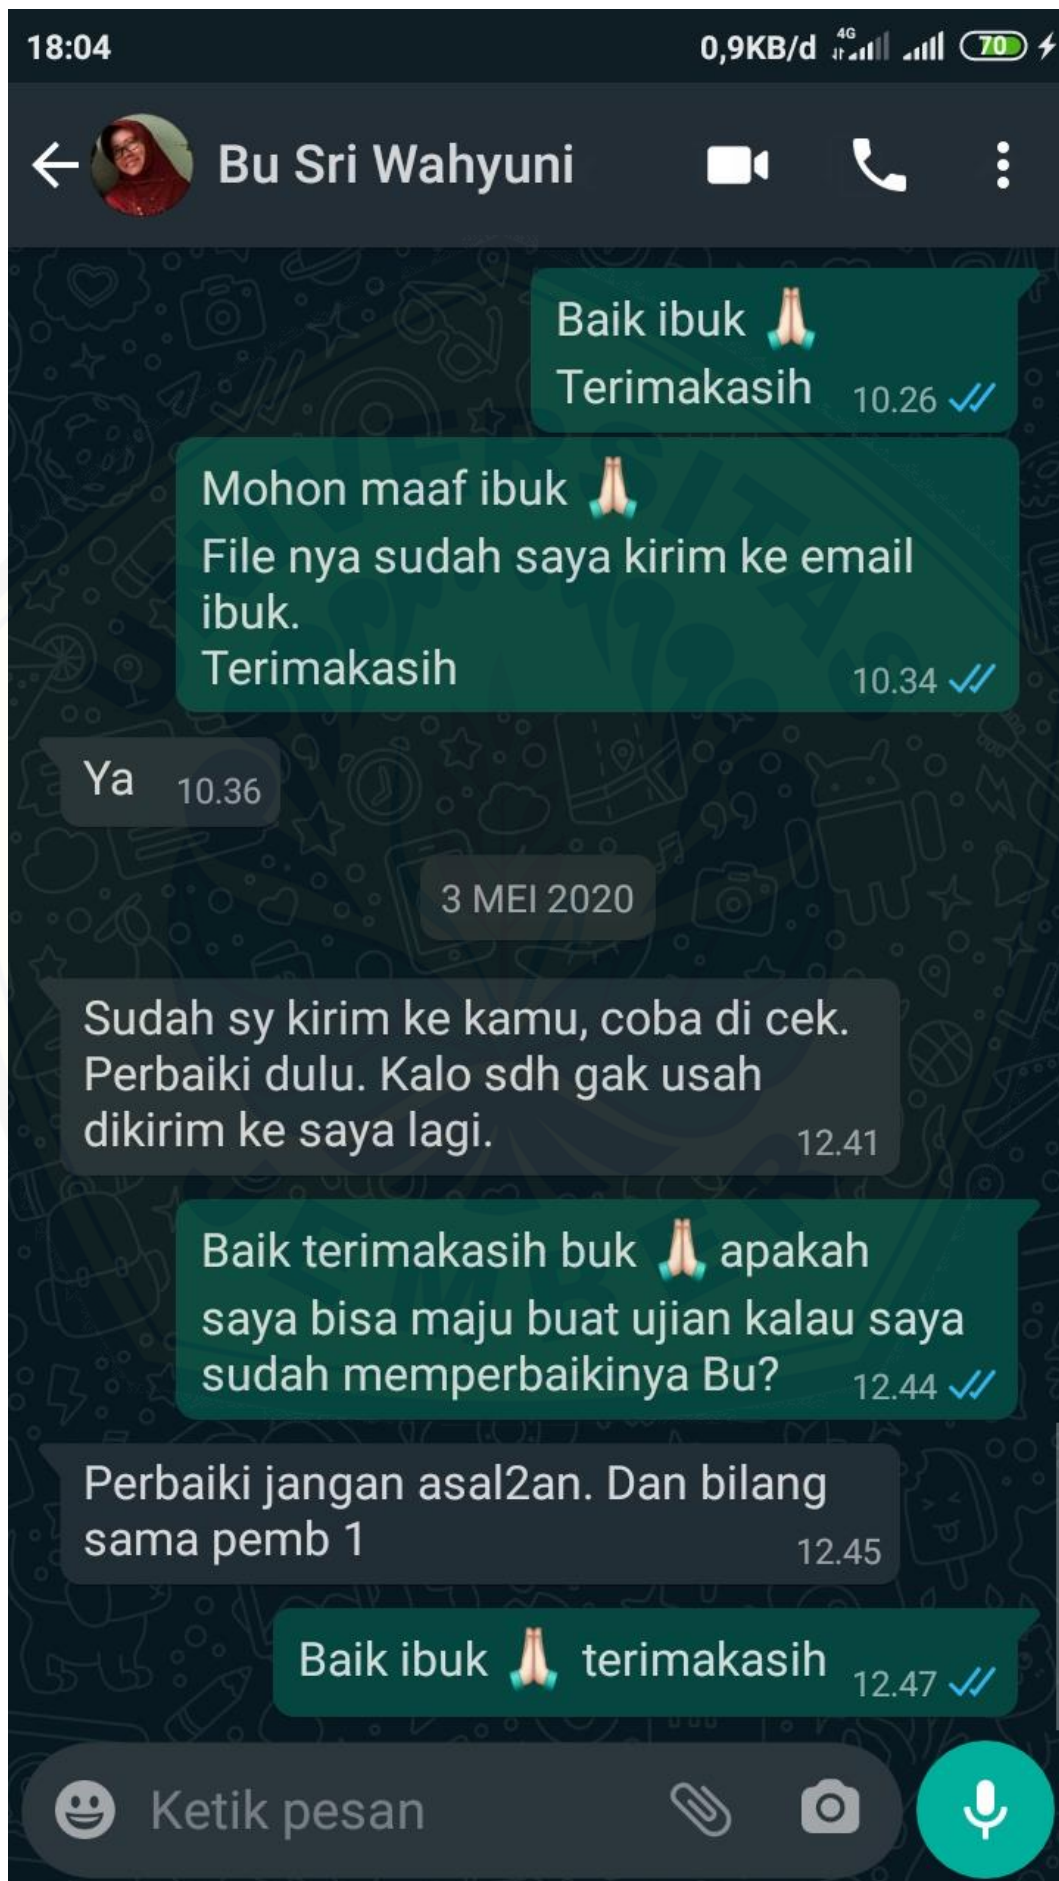 18:04
0,9KB/d 4G 70
Bu Sri Wahyuni
Baik ibuk 🙏
Terimakasih 10.26
Mohon maaf ibuk 🙏
File nya sudah saya kirim ke email
ibuk.
Terimakasih 10.34
Ya 10.36
3 MEI 2020
Sudah sy kirim ke kamu, coba di cek.
Perbaiki dulu. Kalo sdh gak usah
dikirim ke saya lagi. 12.41
Baik terimakasih buk 🙏 apakah
saya bisa maju buat ujian kalau saya
sudah memperbaikinya Bu? 12.44
Perbaiki jangan asal2an. Dan bilang
sama pemb 1 12.45
Baik ibuk 🙏 terimakasih 12.47
Ketik pesan
UNIVERSITAS
JEMBER